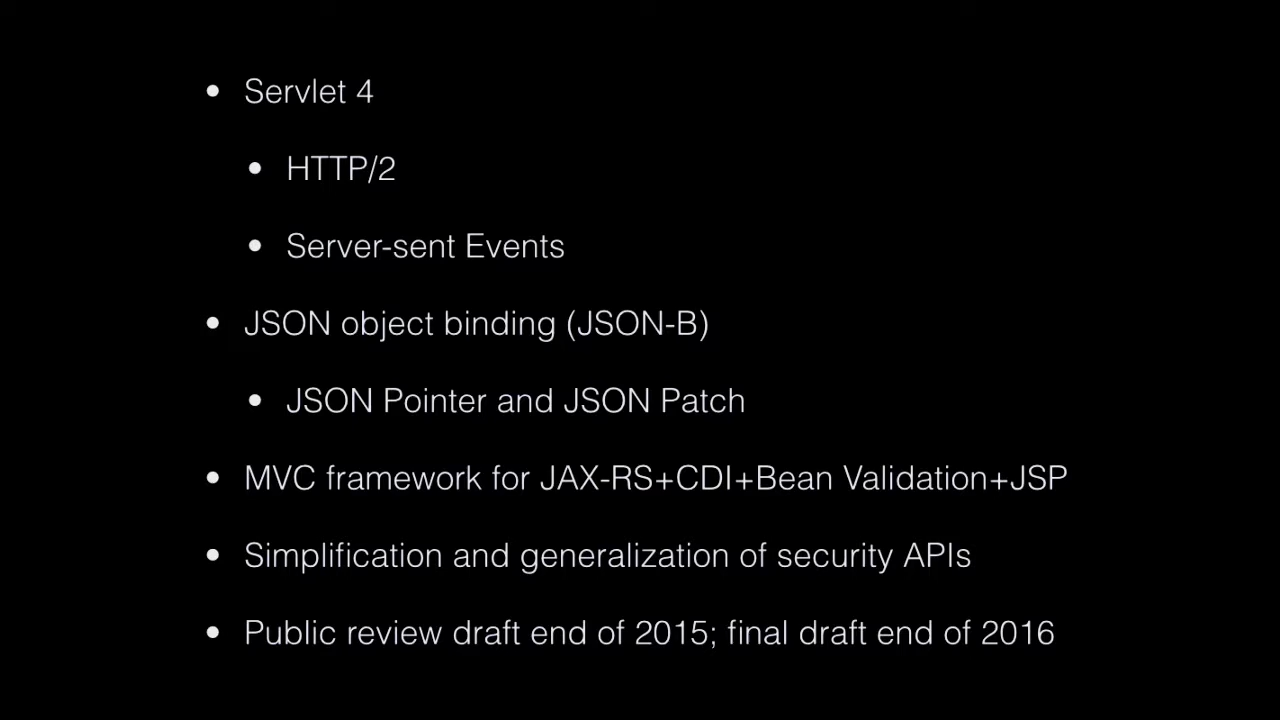 • Servlet 4
• HTTP/2
• Server-sent Events
• JSON object binding (JSON-B)
• JSON Pointer and JSON Patch
• MVC framework for JAX-RS+CDI+Bean Validation+JSP
• Simplification and generalization of security APIs
• Public review draft end of 2015; final draft end of 2016